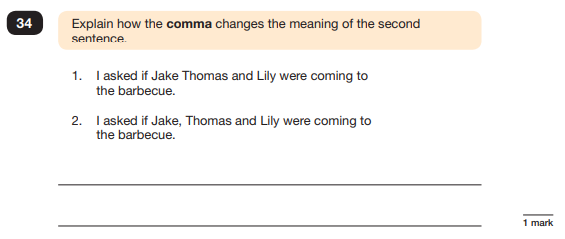 34
Explain how the comma changes the meaning of the second
sentence.
1. I asked if Jake Thomas and Lily were coming to
the barbecue.
2. I asked if Jake, Thomas and Lily were coming to
the barbecue.
1 mark